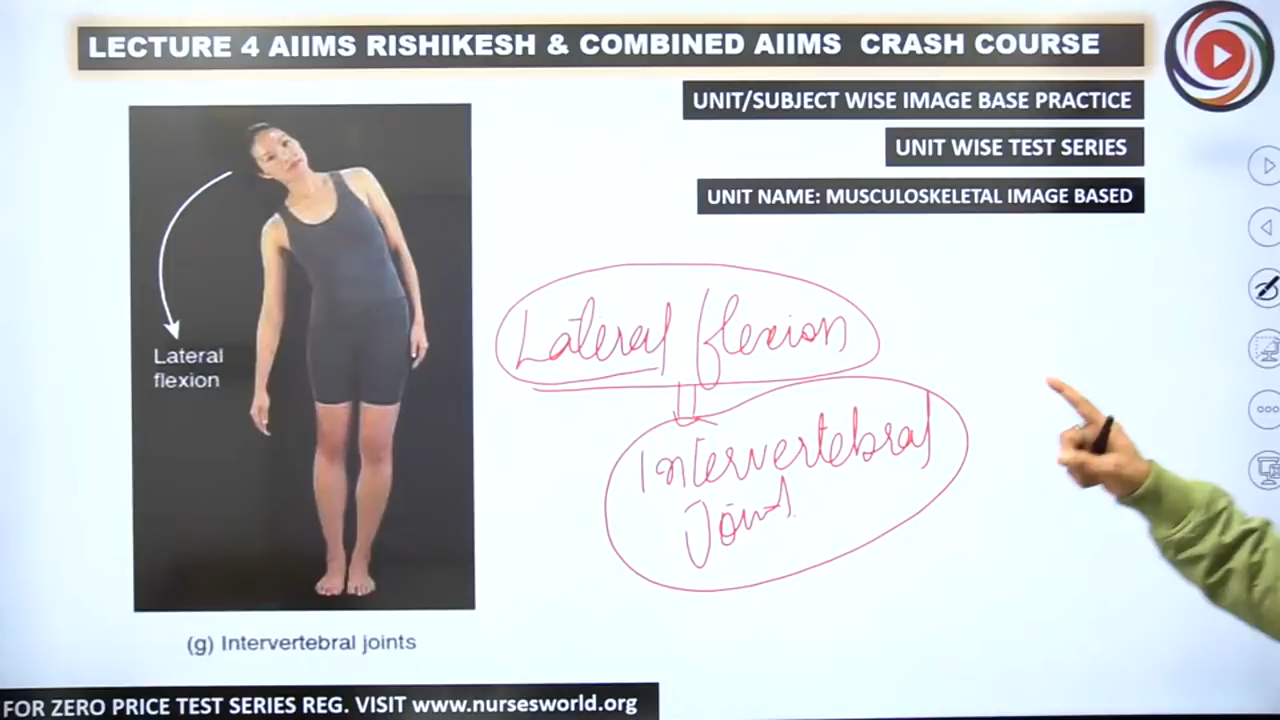 LECTURE 4 AIIMS RISHIKESH & COMBINED AIIMS CRASH COURSE
UNIT/SUBJECT WISE IMAGE BASE PRACTICE
UNIT WISE TEST SERIES
UNIT NAME: MUSCULOSKELETAL IMAGE BASED
Lateral
flexion
Lateral flexion
Intervertebral
Joint
(g) Intervertebral joints
FOR ZERO PRICE TEST SERIES REG. VISIT www.nursesworld.org